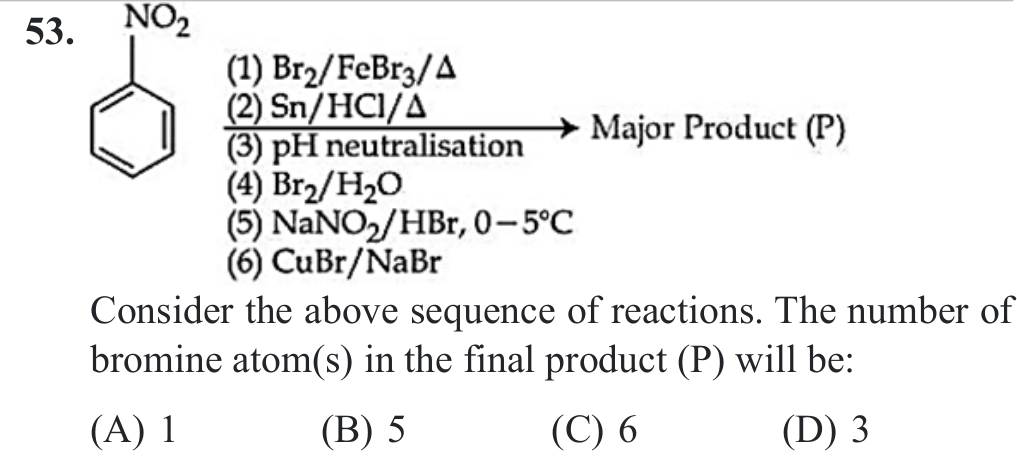 53.
NO₂
(1) Br₂/FeBr₃/Δ
(2) Sn/HCl/Δ
(3) pH neutralisation
(4) Br₂/H₂O
(5) NaNO₂/HBr, 0–5°C
(6) CuBr/NaBr
Major Product (P)
Consider the above sequence of reactions. The number of
bromine atom(s) in the final product (P) will be:
(A) 1 (B) 5 (C) 6 (D) 3